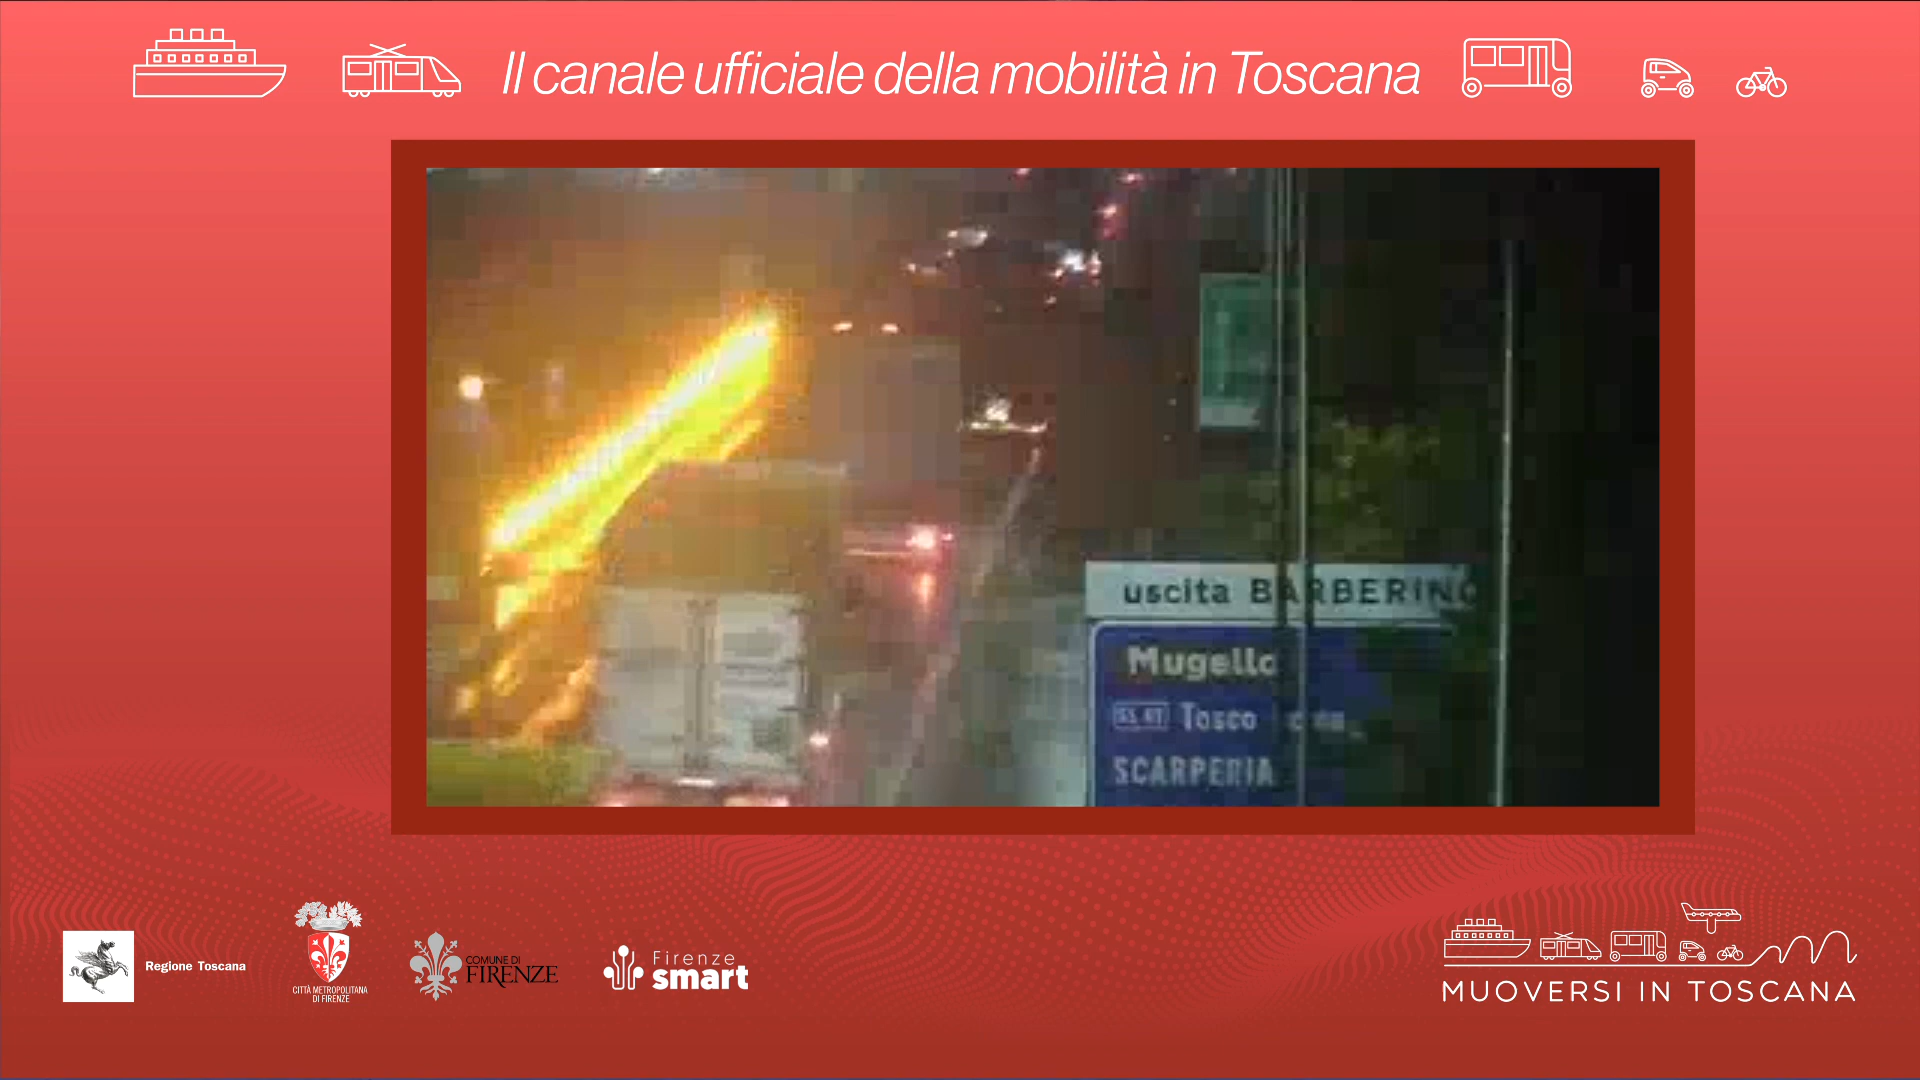 Il canale ufficiale della mobilità in Toscana
uscita BARBERINO
Mugello
Tosco
SCARPERIA
Regione Toscana
CITTÀ METROPOLITANA
DI FIRENZE
COMUNE DI
FIRENZE
Firenze
smart
MUOVERSI IN TOSCANA